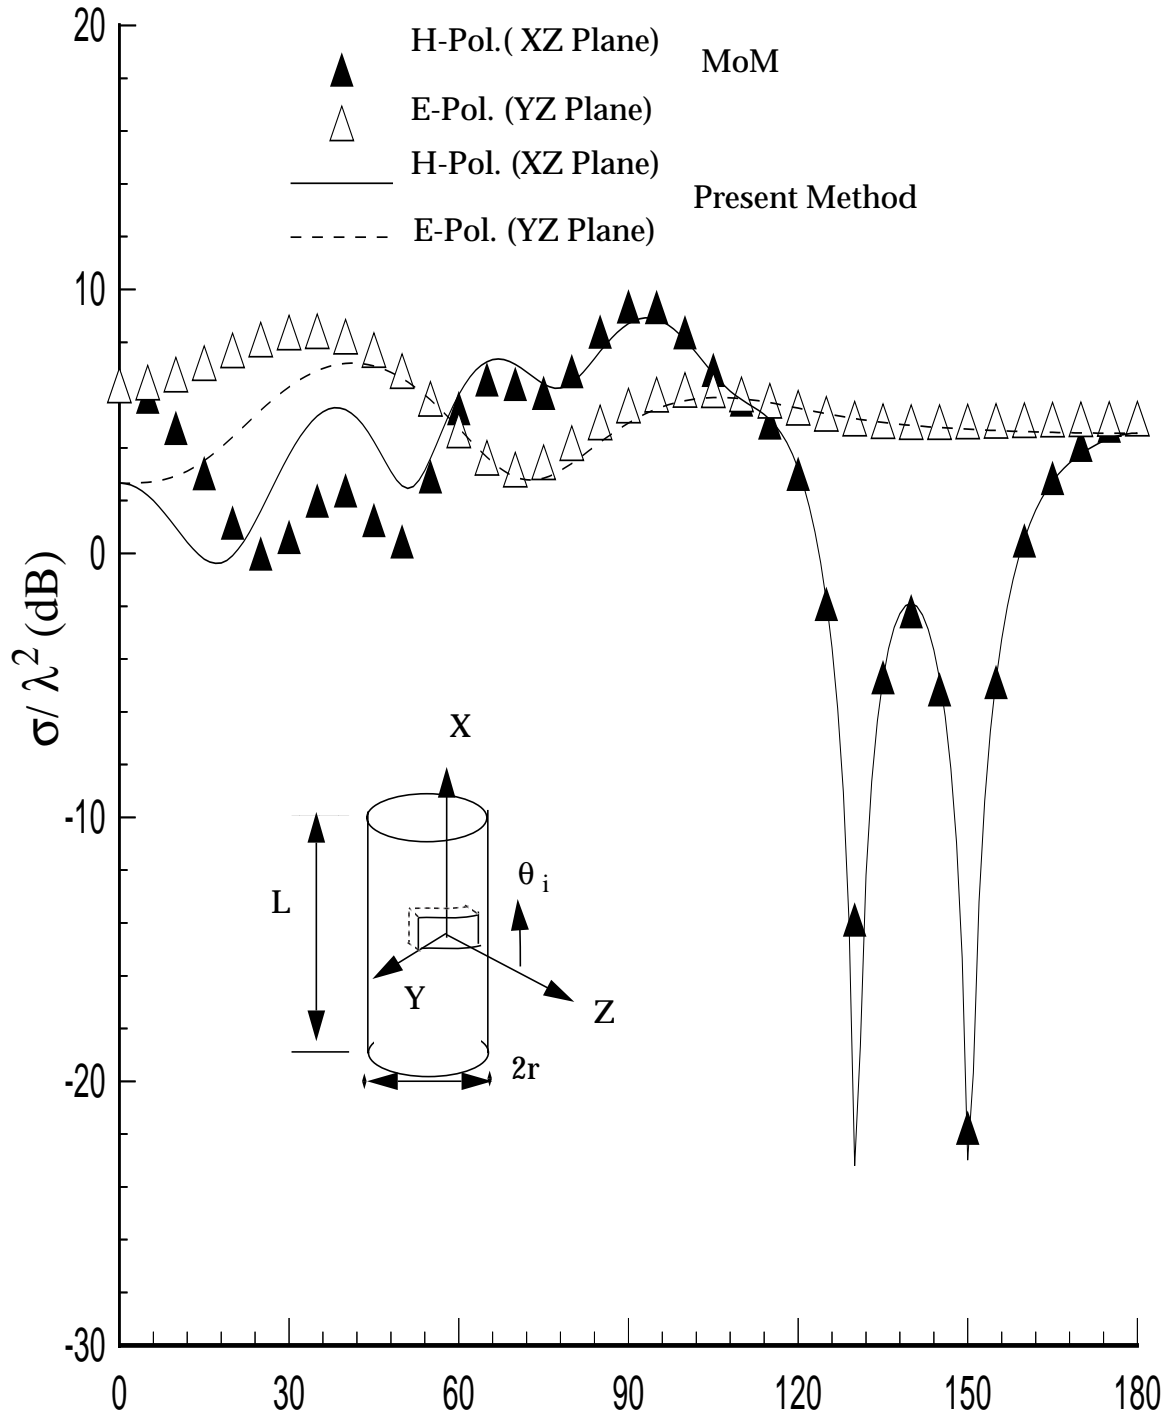 20
H-Pol.( XZ Plane)
MoM
E-Pol. (YZ Plane)
H-Pol. (XZ Plane)
Present Method
E-Pol. (YZ Plane)
10
0
σ/ λ² (dB)
X
-10
θ i
L
Y
Z
2r
-20
-30
0 30 60 90 120 150 180